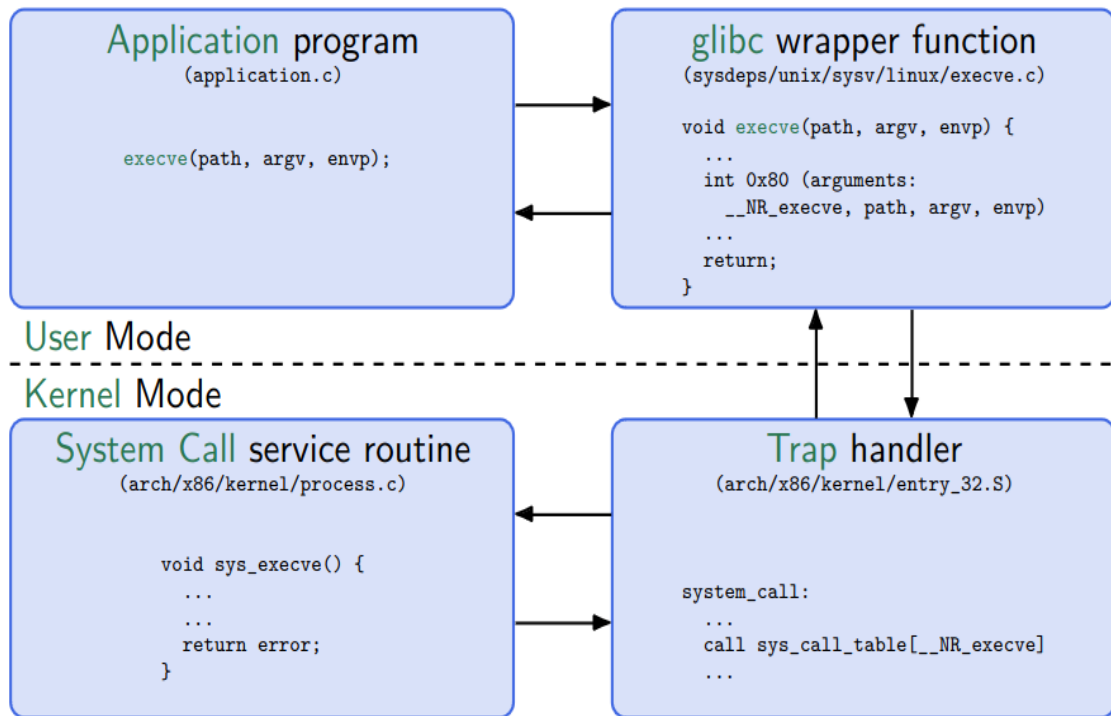 Application program
(application.c)
execve(path, argv, envp);
glibc wrapper function
(sysdeps/unix/sysv/linux/execve.c)
void execve(path, argv, envp) {
...
int 0x80 (arguments:
__NR_execve, path, argv, envp)
...
return;
}
User Mode
Kernel Mode
System Call service routine
(arch/x86/kernel/process.c)
void sys_execve() {
...
...
return error;
}
Trap handler
(arch/x86/kernel/entry_32.S)
system_call:
...
call sys_call_table[__NR_execve]
...